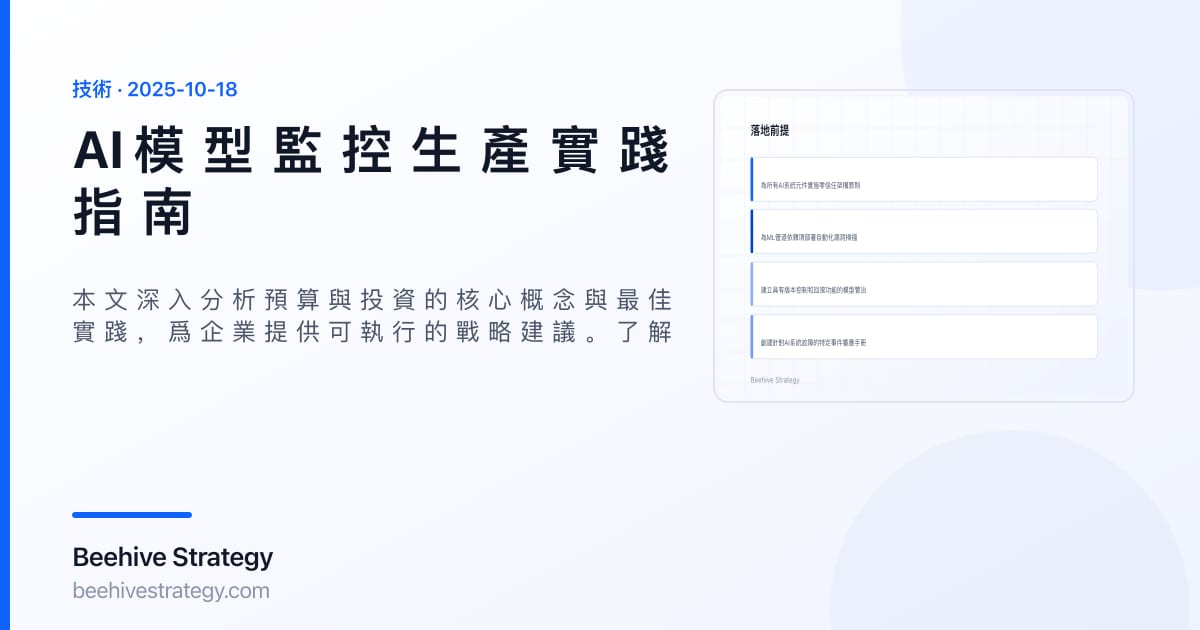 技術 · 2025-10-18
AI模型監控生產實踐
指南
本文深入分析預算與投資的核心概念與最佳
實踐，爲企業提供可執行的戰略建議。了解
落地前提
為所有AI系統元件實施零信任架構原則
為ML管道依賴項部署自動化漏洞掃描
建立具有版本控制和回滾功能的模型管治
創建針對AI系統故障的特定事件響應手冊
Beehive Strategy
Beehive Strategy
beehivestrategy.com